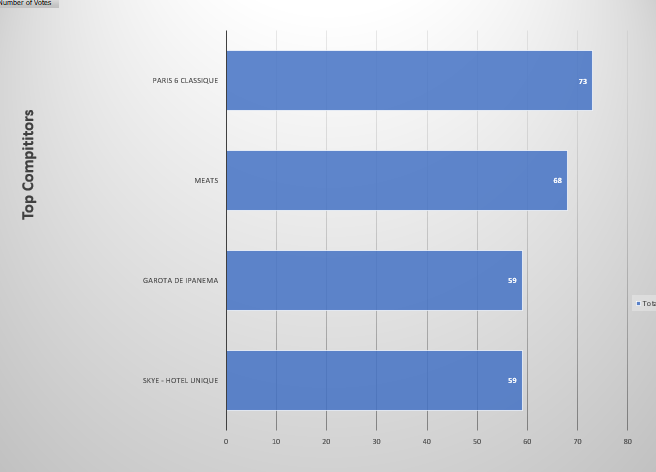 Number of Votes
Top Compititors
PARIS 6 CLASSIQUE
73
MEATS
68
GAROTA DE IPANEMA
59
SKYE - HOTEL UNIQUE
59
0 10 20 30 40 50 60 70 80